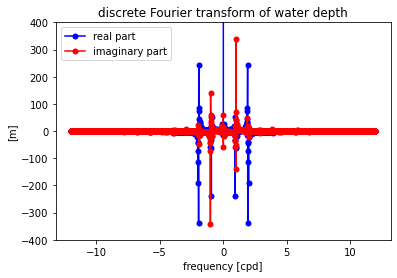 discrete Fourier transform of water depth
400
300
200
100
0
−100
−200
−300
−400
[m]
real part
imaginary part
−10 −5 0 5 10
frequency [cpd]